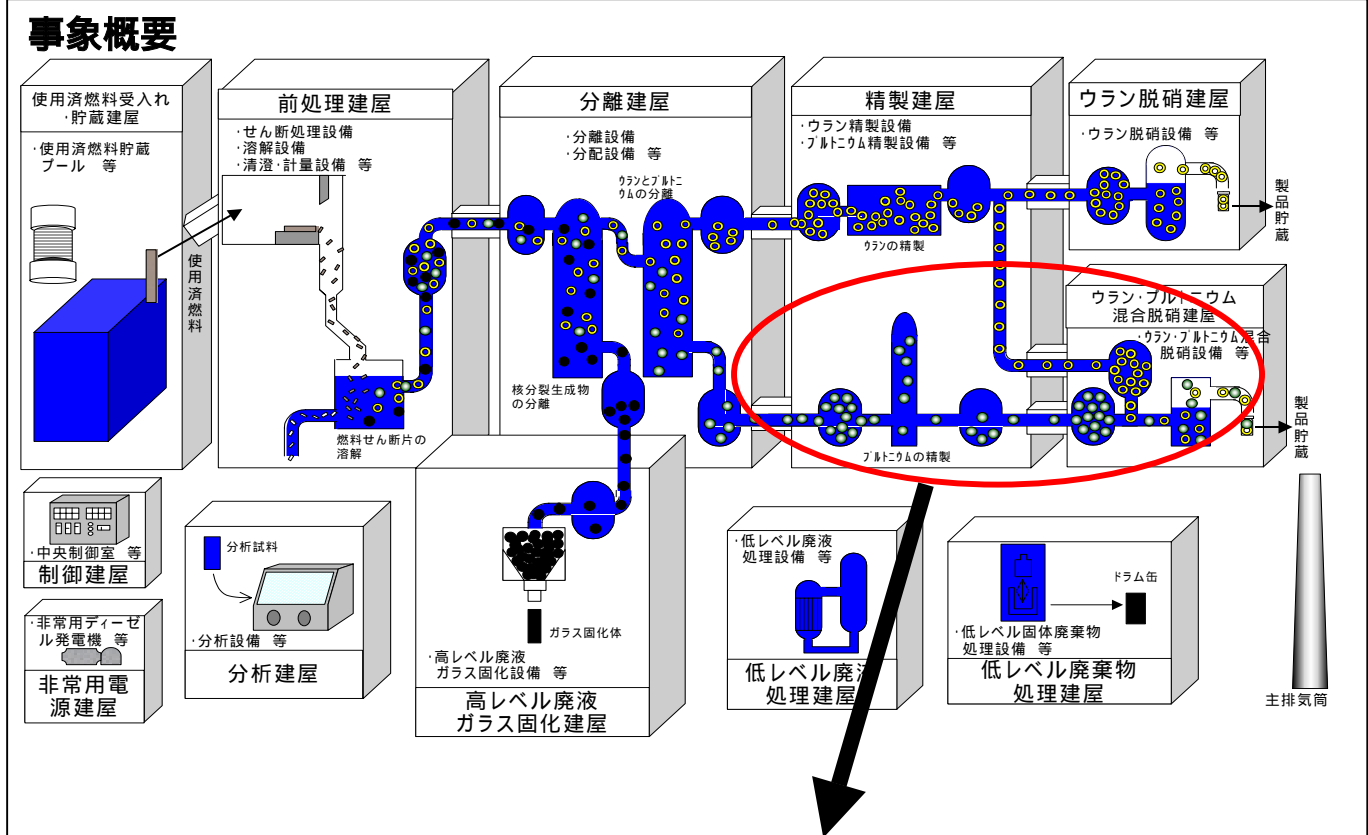 事象概要
使用済燃料受入れ
・貯蔵建屋
・使用済燃料貯蔵
プール 等
使用済燃料
前処理建屋
・せん断処理設備
・溶解設備
・清澄・計量設備 等
燃料せん断片の
溶解
分離建屋
・分離設備
・分配設備 等
ウランとプルトニ
ウムの分離
核分裂生成物
の分離
精製建屋
・ウラン精製設備
・プルトニウム精製設備 等
ウランの精製
プルトニウムの精製
ウラン脱硝建屋
・ウラン脱硝設備 等
製品貯蔵
ウラン・プルトニウム
混合脱硝建屋
・ウラン・プルトニウム混合
脱硝設備 等
製品貯蔵
・中央制御室 等
制御建屋
・非常用ディーゼ
ル発電機 等
非常用電
源建屋
分析試料
・分析設備 等
分析建屋
ガラス固化体
・高レベル廃液
ガラス固化設備 等
高レベル廃液
ガラス固化建屋
・低レベル廃液
処理設備 等
低レベル廃液
処理建屋
ドラム缶
・低レベル固体廃棄物
処理設備 等
低レベル廃棄物
処理建屋
主排気筒